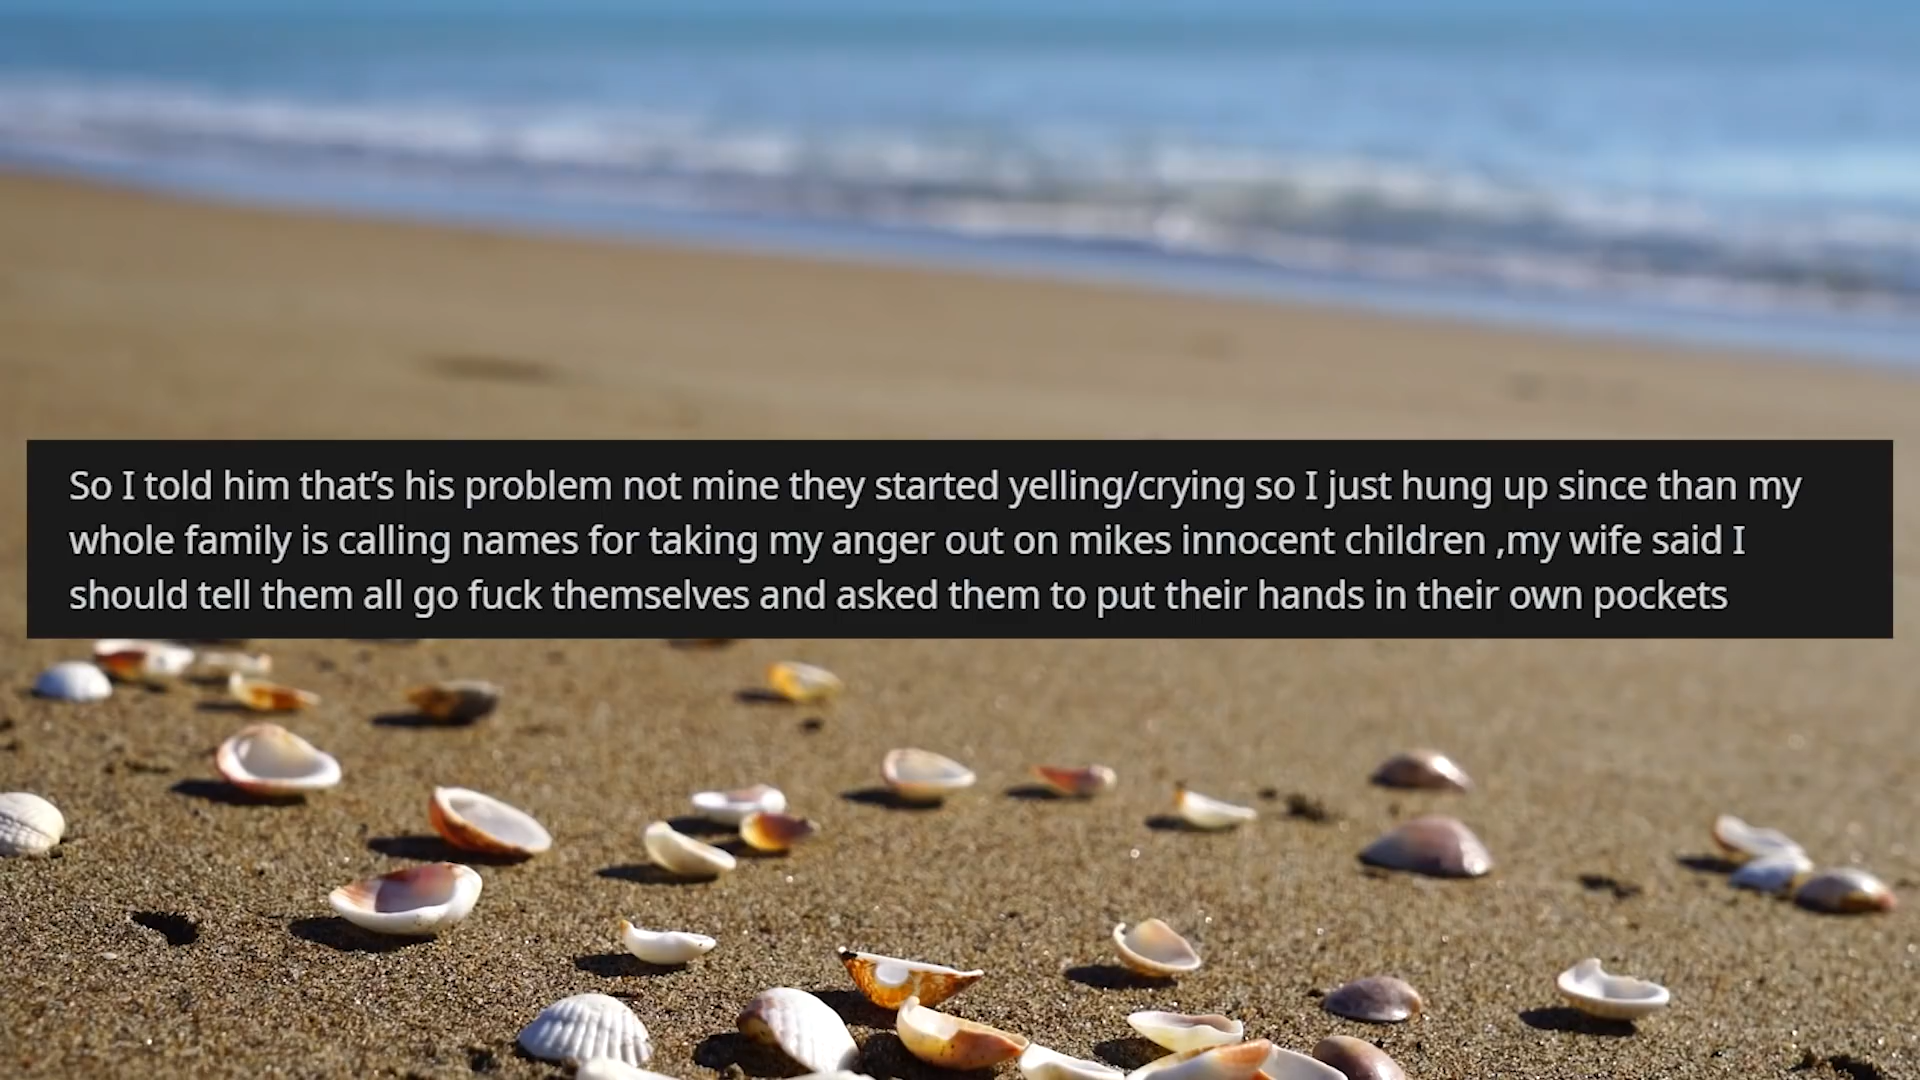 So I told him that’s his problem not mine they started yelling/crying so I just hung up since than my
whole family is calling names for taking my anger out on mikes innocent children ,my wife said I
should tell them all go fuck themselves and asked them to put their hands in their own pockets